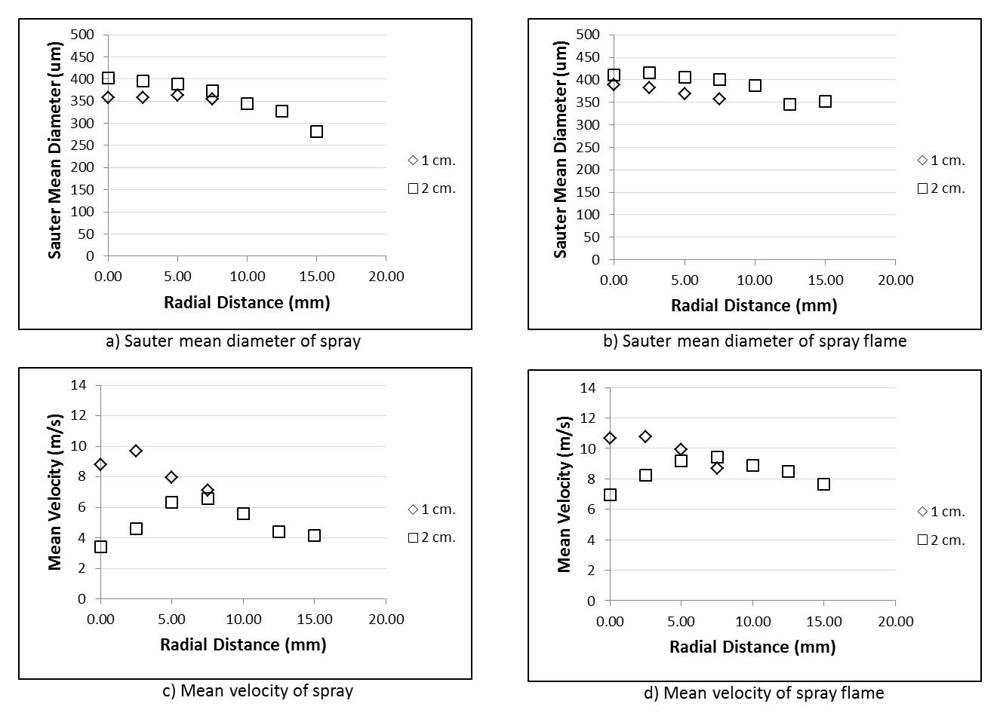 500
450
400
350
300
250
200
150
100
50
0
Sauter Mean Diameter (um)
0.00 5.00 10.00 15.00 20.00
Radial Distance (mm)
1 cm.
2 cm.
a) Sauter mean diameter of spray
500
450
400
350
300
250
200
150
100
50
0
Sauter Mean Diameter (um)
0.00 5.00 10.00 15.00 20.00
Radial Distance (mm)
1 cm.
2 cm.
b) Sauter mean diameter of spray flame
14
12
10
8
6
4
2
0
Mean Velocity (m/s)
0.00 5.00 10.00 15.00 20.00
Radial Distance (mm)
1 cm.
2 cm.
c) Mean velocity of spray
14
12
10
8
6
4
2
0
Mean Velocity (m/s)
0.00 5.00 10.00 15.00 20.00
Radial Distance (mm)
1 cm.
2 cm.
d) Mean velocity of spray flame